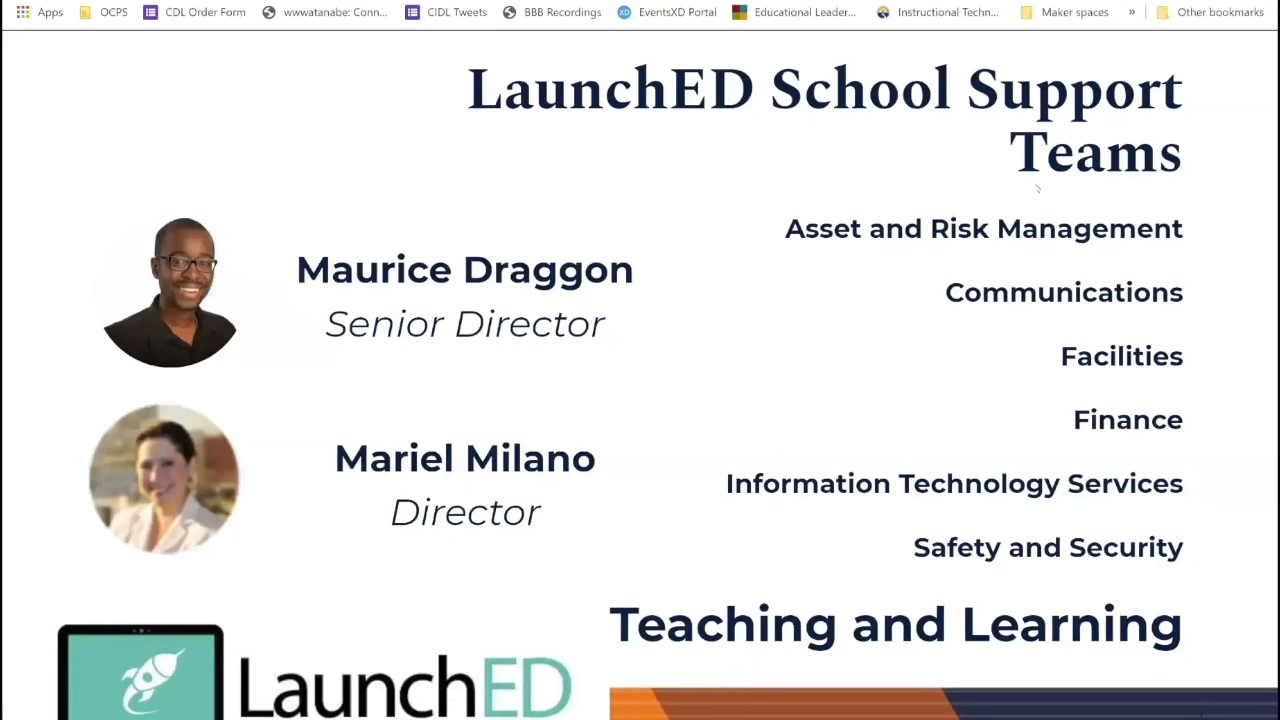 Apps OCPS CDL Order Form wwwatanabe: Conn... CIDL Tweets BBB Recordings EventsXD Portal Educational Leader... Instructional Techn... Maker spaces » Other bookmarks
LaunchED School Support
Teams
Maurice Draggon
Senior Director
Mariel Milano
Director
Asset and Risk Management
Communications
Facilities
Finance
Information Technology Services
Safety and Security
Teaching and Learning
LaunchED